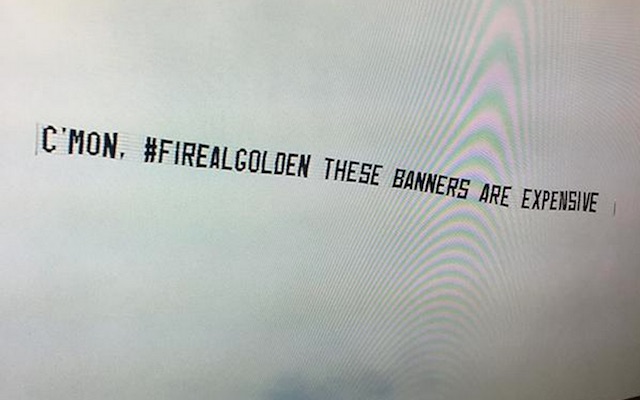 C'MON, #FIREALGOLDEN THESE BANNERS ARE EXPENSIVE